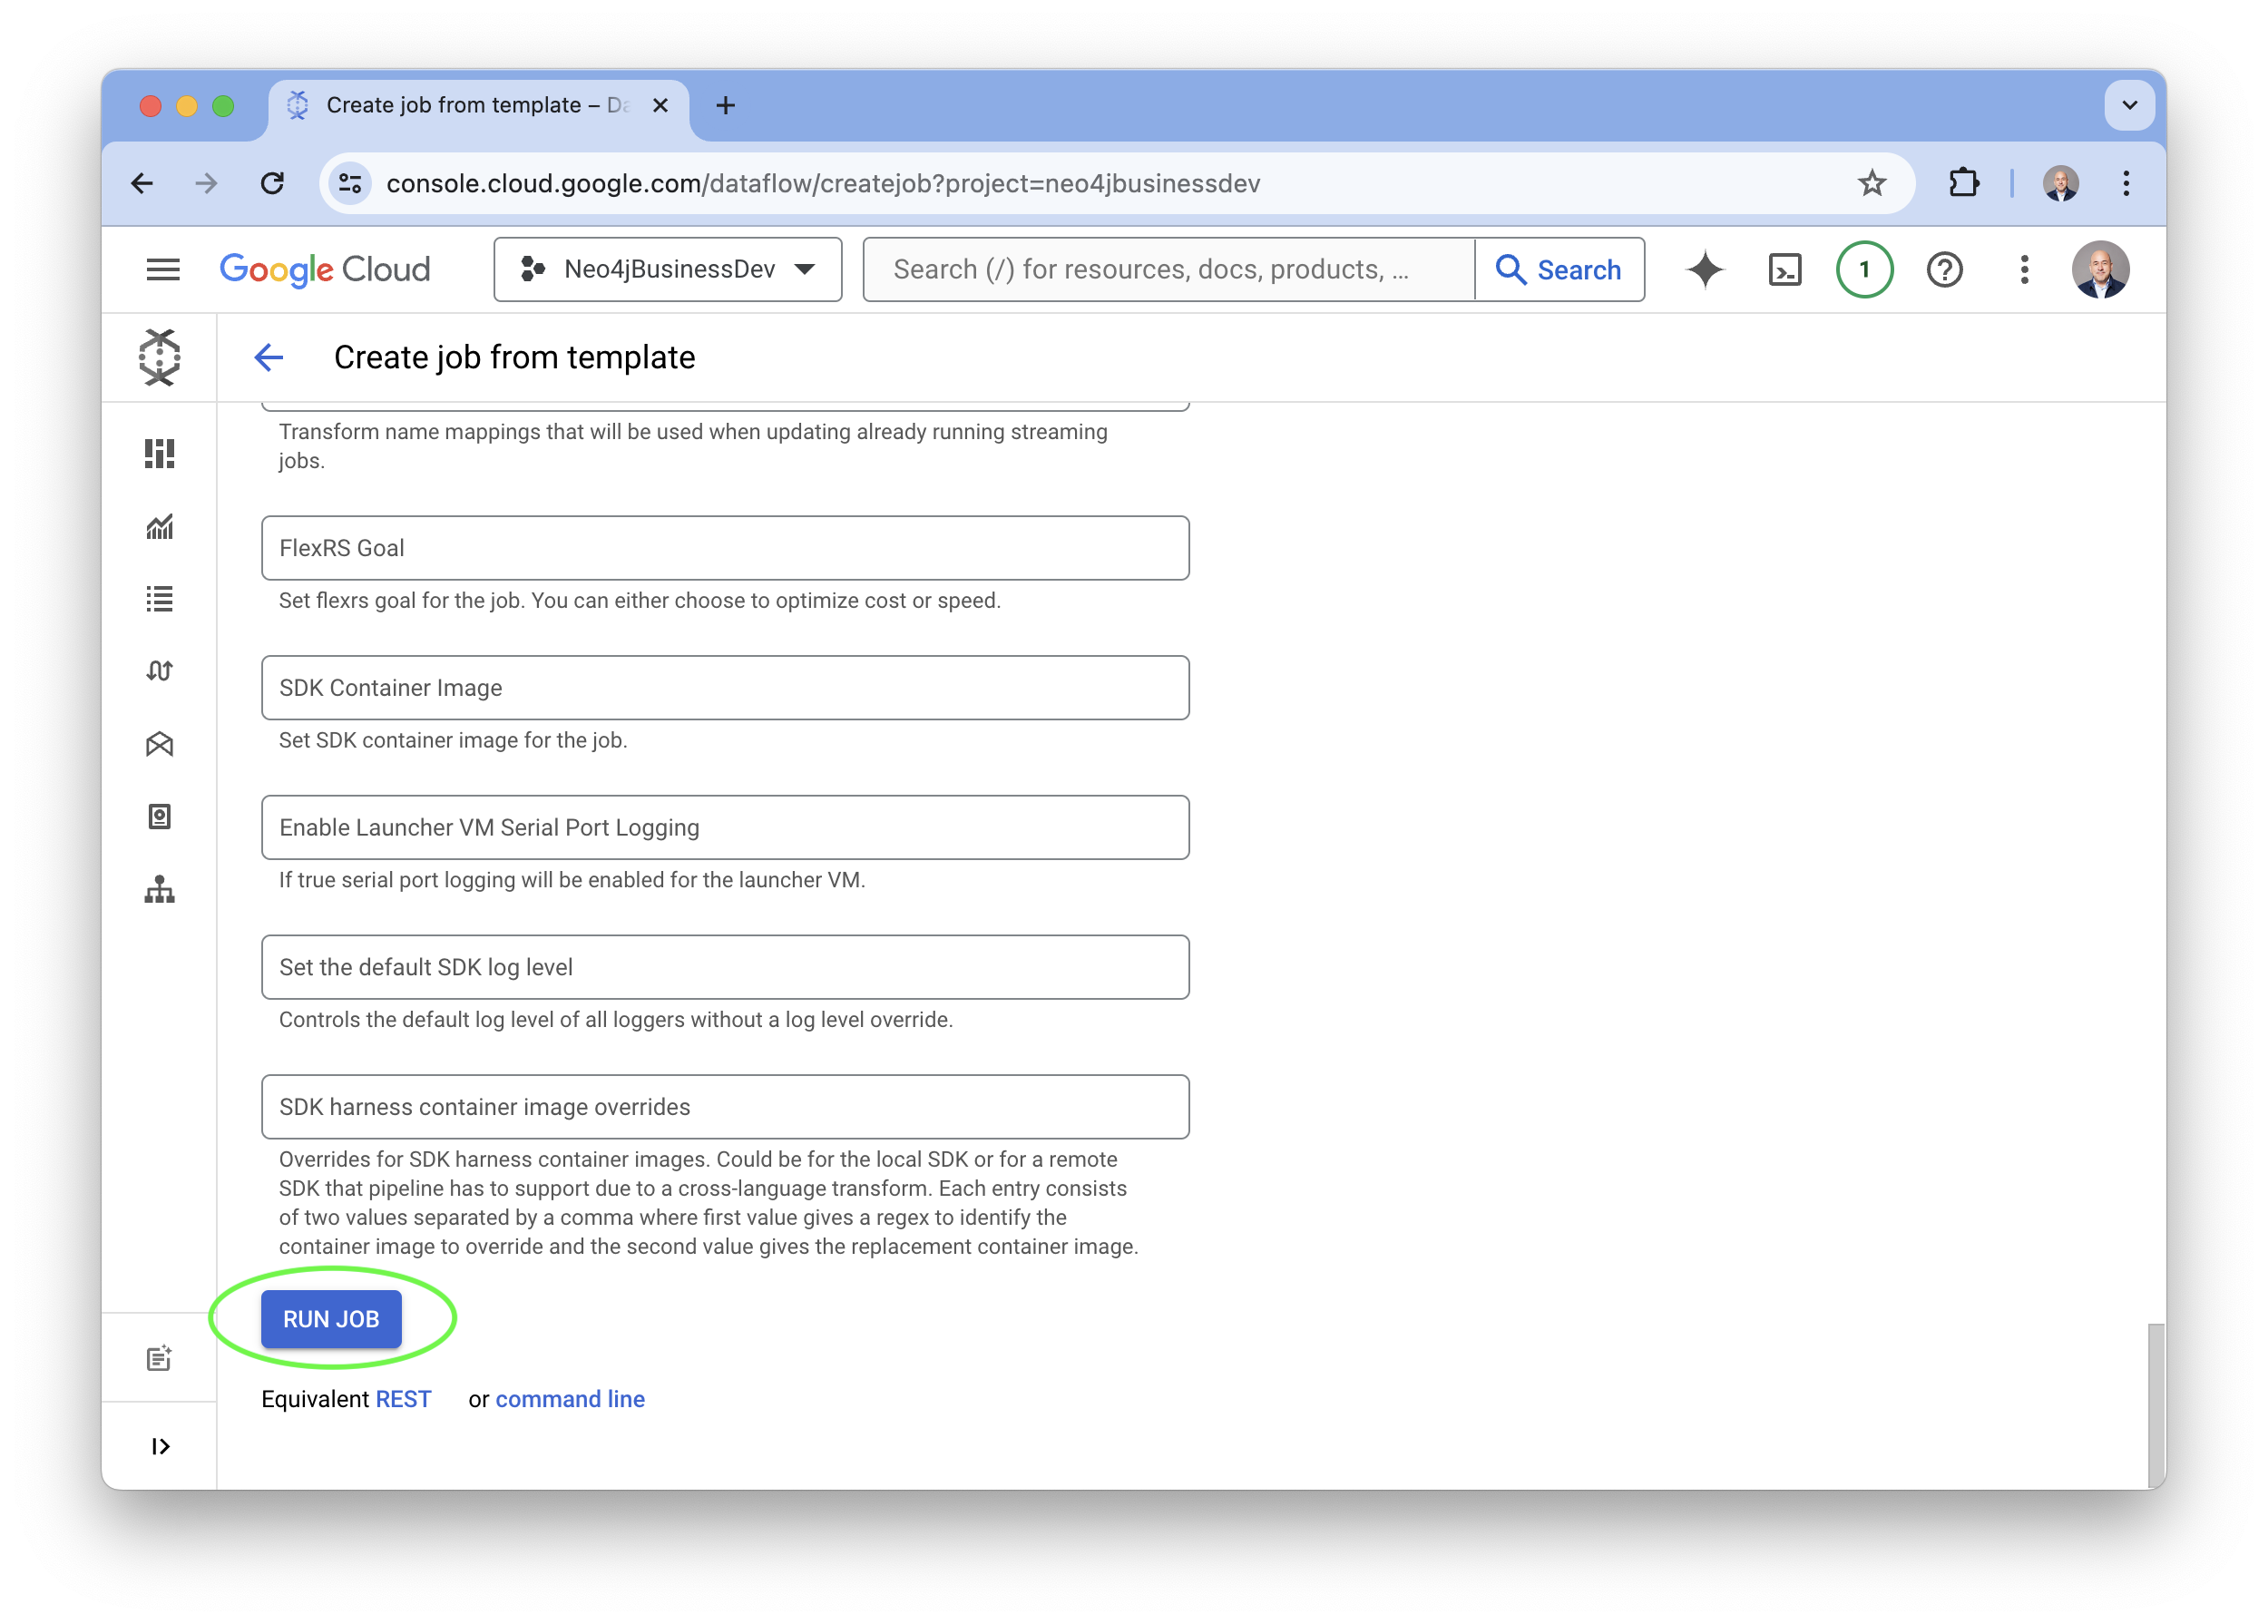 Create job from template – Da
console.cloud.google.com/dataflow/createjob?project=neo4jbusinessdev
Google Cloud
Neo4jBusinessDev
Search (/) for resources, docs, products, ...
Search
1
Create job from template
Transform name mappings that will be used when updating already running streaming
jobs.
FlexRS Goal
Set flexrs goal for the job. You can either choose to optimize cost or speed.
SDK Container Image
Set SDK container image for the job.
Enable Launcher VM Serial Port Logging
If true serial port logging will be enabled for the launcher VM.
Set the default SDK log level
Controls the default log level of all loggers without a log level override.
SDK harness container image overrides
Overrides for SDK harness container images. Could be for the local SDK or for a remote
SDK that pipeline has to support due to a cross-language transform. Each entry consists
of two values separated by a comma where first value gives a regex to identify the
container image to override and the second value gives the replacement container image.
RUN JOB
Equivalent REST or command line